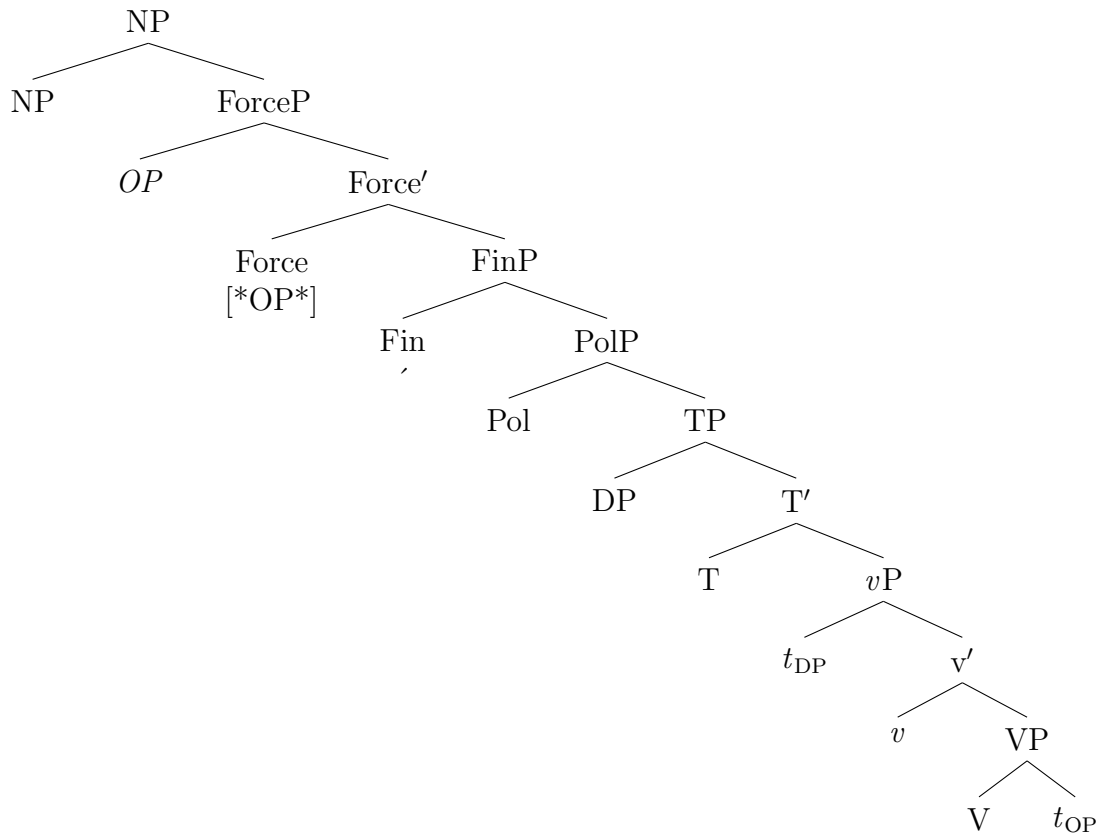 NP
NP ForceP
OP Force′
Force FinP
[*OP*]
Fin PolP
ˊ
Pol TP
DP T′
T vP
t_DP v′
v VP
V t_OP